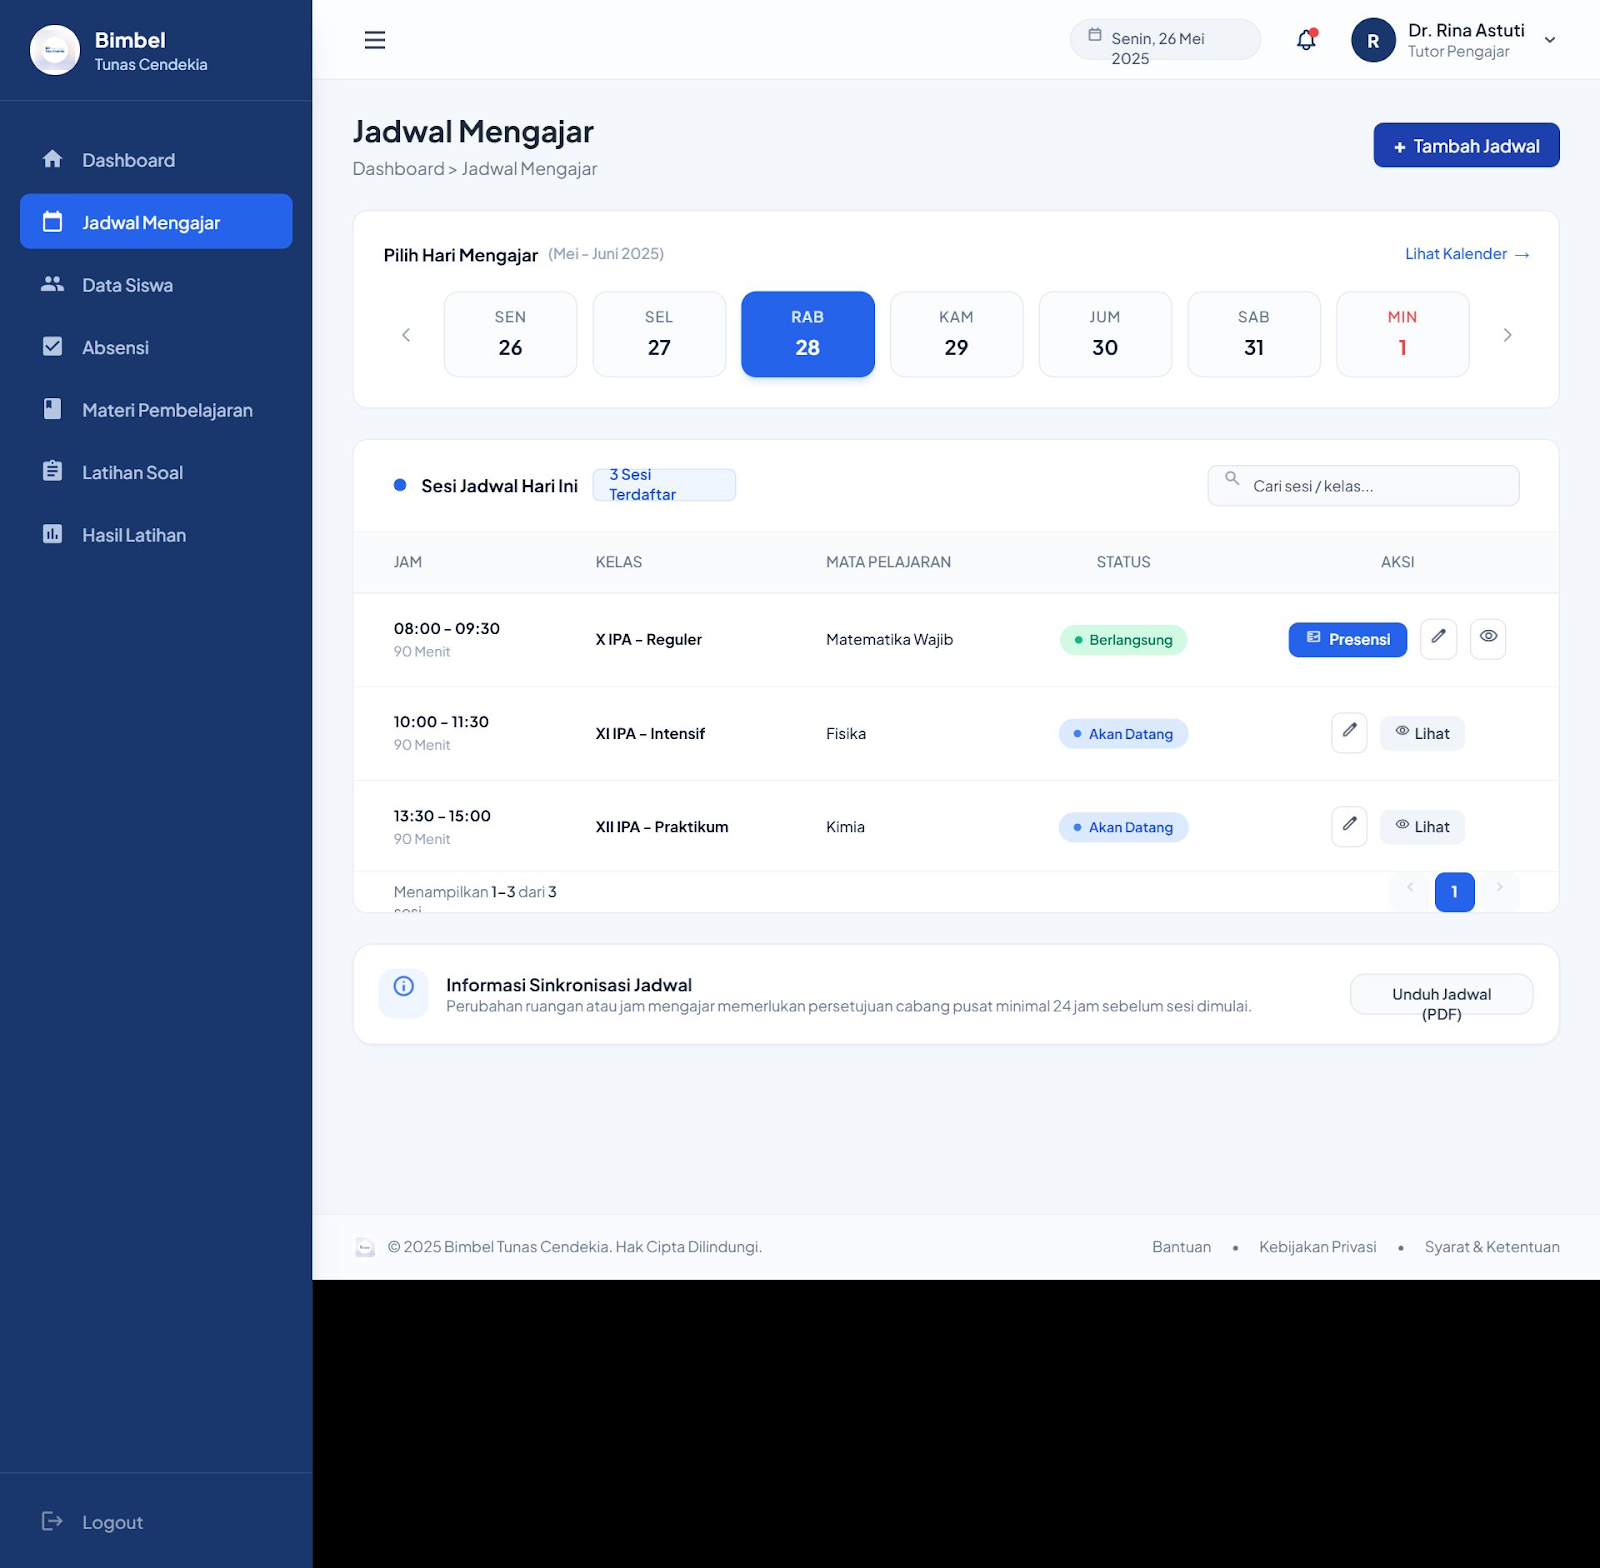 Bimbel
Tunas Cendekia
Dashboard
Jadwal Mengajar
Data Siswa
Absensi
Materi Pembelajaran
Latihan Soal
Hasil Latihan
Logout
Senin, 26 Mei
2025
R
Dr. Rina Astuti
Tutor Pengajar
Jadwal Mengajar
Dashboard > Jadwal Mengajar
+ Tambah Jadwal
Pilih Hari Mengajar (Mei - Juni 2025)
Lihat Kalender →
SEN
26
SEL
27
RAB
28
KAM
29
JUM
30
SAB
31
MIN
1
Sesi Jadwal Hari Ini
3 Sesi
Terdaftar
Cari sesi / kelas...
JAM KELAS MATA PELAJARAN STATUS AKSI
08:00 - 09:30
90 Menit
X IPA - Reguler
Matematika Wajib
Berlangsung
Presensi
10:00 - 11:30
90 Menit
XI IPA - Intensif
Fisika
Akan Datang
Lihat
13:30 - 15:00
90 Menit
XII IPA - Praktikum
Kimia
Akan Datang
Lihat
Menampilkan 1-3 dari 3
sesi
< 1 >
Informasi Sinkronisasi Jadwal
Perubahan ruangan atau jam mengajar memerlukan persetujuan cabang pusat minimal 24 jam sebelum sesi dimulai.
Unduh Jadwal
(PDF)
© 2025 Bimbel Tunas Cendekia. Hak Cipta Dilindungi.
Bantuan • Kebijakan Privasi • Syarat & Ketentuan